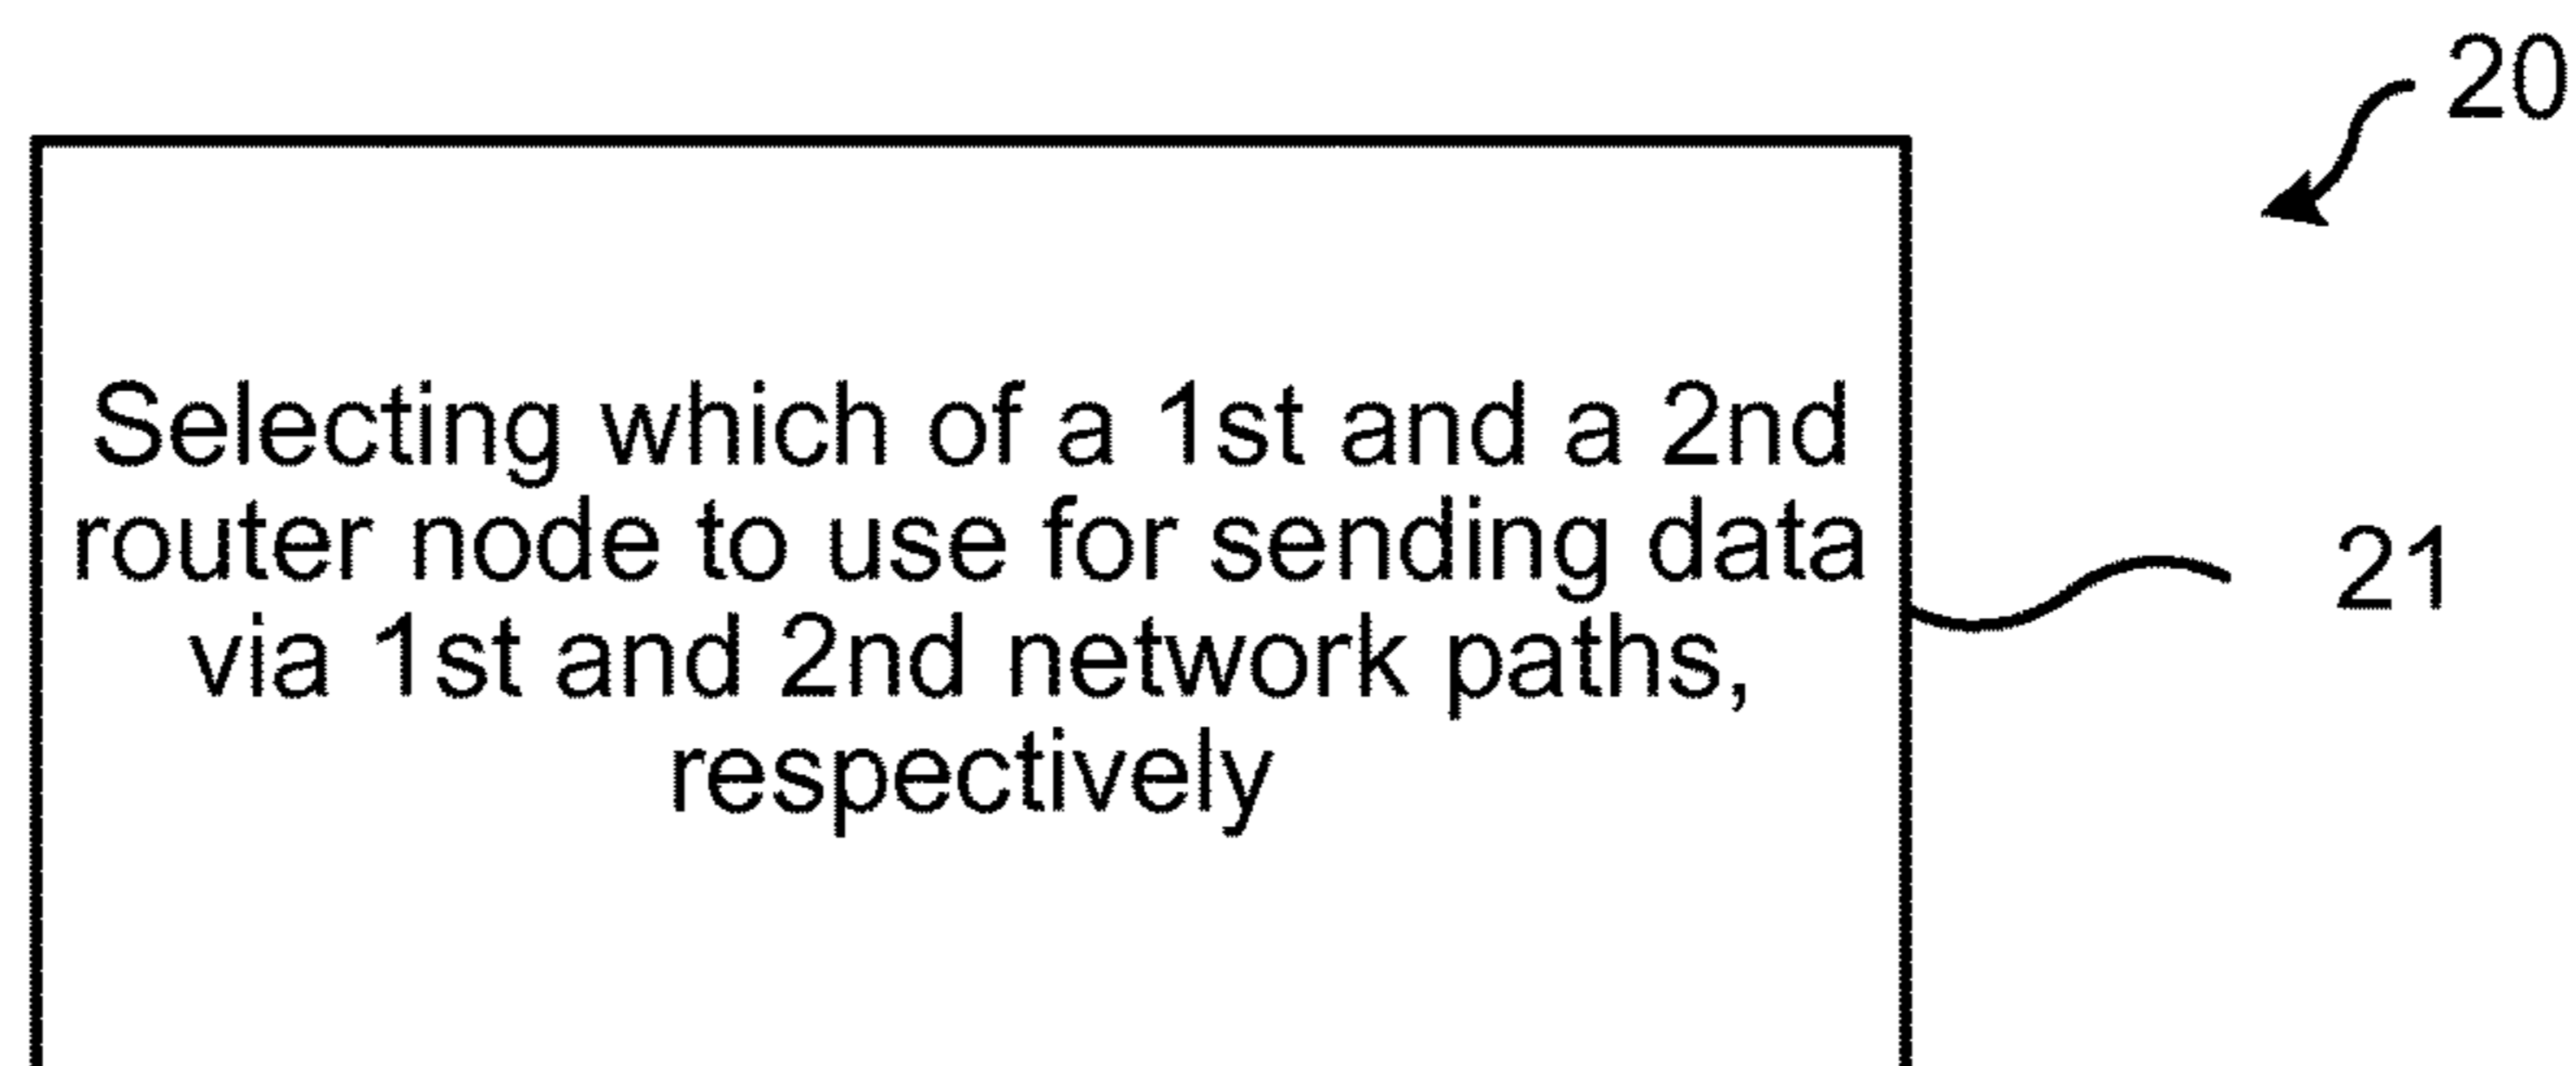 20
Selecting which of a 1st and a 2nd
router node to use for sending data
via 1st and 2nd network paths,
respectively
21